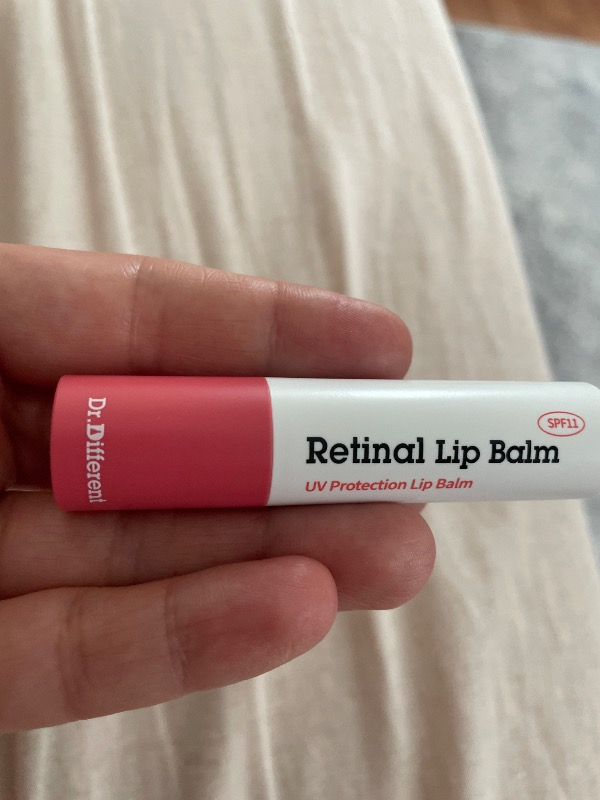 Dr.Different
SPF11
Retinal Lip Balm
UV Protection Lip Balm